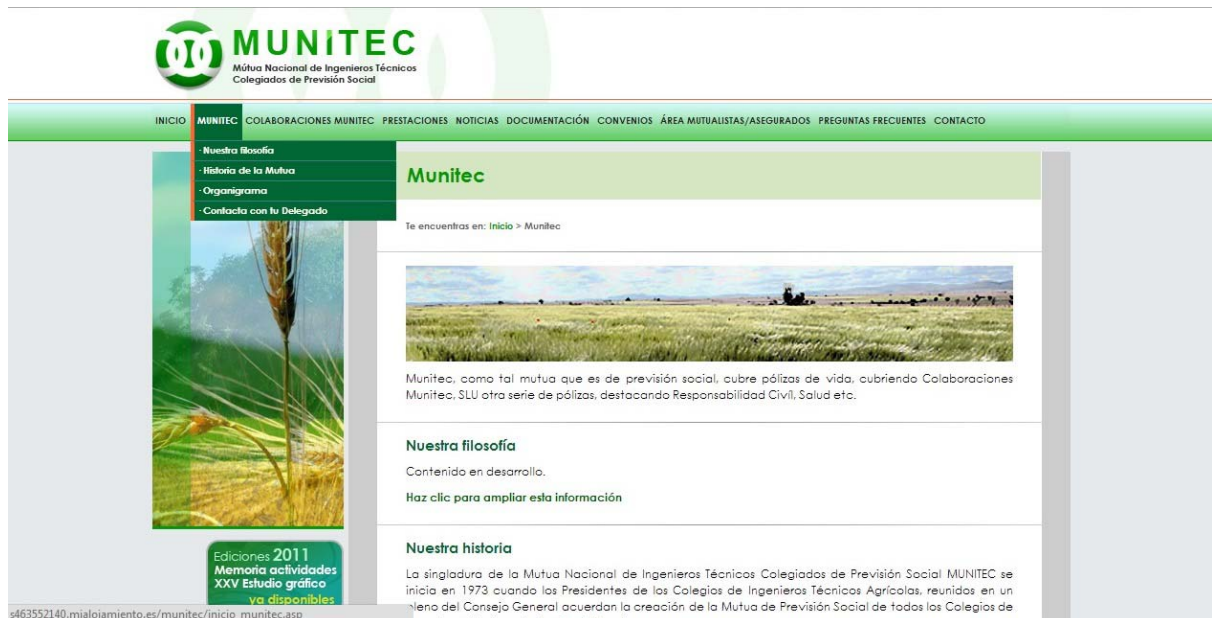 MUNITEC
Mútua Nacional de Ingenieros Técnicos
Colegiados de Previsión Social
INICIO MUNITEC COLABORACIONES MUNITEC PRESTACIONES NOTICIAS DOCUMENTACIÓN CONVENIOS ÁREA MUTUALISTAS/ASEGURADOS PREGUNTAS FRECUENTES CONTACTO
· Nuestra filosofía
· Historia de la Mutua
· Organigrama
· Contacta con tu Delegado
Munitec
Te encuentras en: Inicio > Munitec
Munitec, como tal mutua que es de previsión social, cubre pólizas de vida, cubriendo Colaboraciones
Munitec, SLU otra serie de pólizas, destacando Responsabilidad Civíl, Salud etc.
Nuestra filosofía
Contenido en desarrollo.
Haz clic para ampliar esta información
Nuestra historia
La singladura de la Mutua Nacional de Ingenieros Técnicos Colegiados de Previsión Social MUNITEC se
inicia en 1973 cuando los Presidentes de los Colegios de Ingenieros Técnicos Agrícolas, reunidos en un
pleno del Consejo General acuerdan la creación de la Mutua de Previsión Social de todos los Colegios de
Ediciones 2011
Memoria actividades
XXV Estudio gráfico
ya disponibles
s463552140.mialojamiento.es/munitec/inicio_munitec.asp